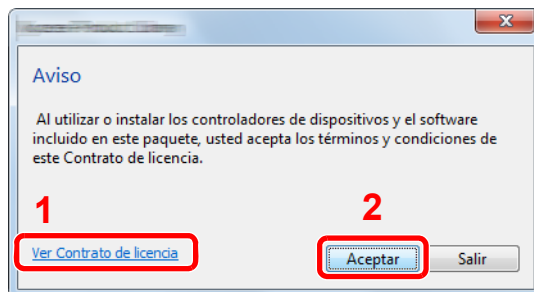 Aviso
Al utilizar o instalar los controladores de dispositivos y el software
incluido en este paquete, usted acepta los términos y condiciones de
este Contrato de licencia.
1
2
Ver Contrato de licencia
Aceptar
Salir